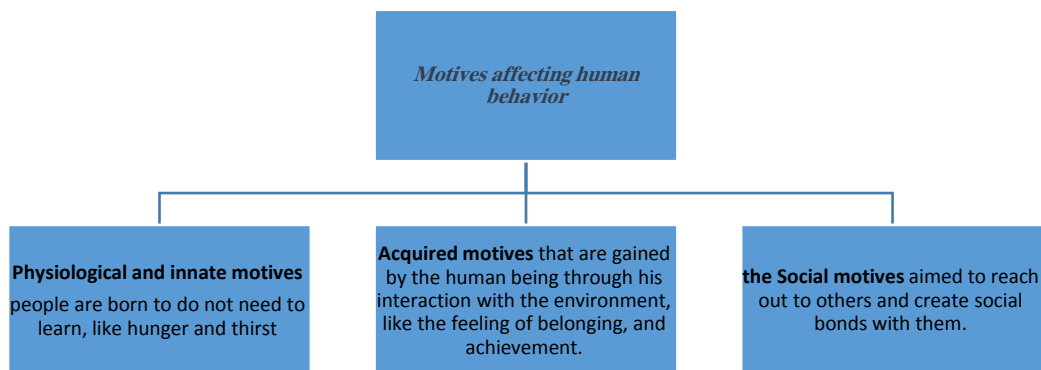 Motives affecting human
behavior
Physiological and innate motives
people are born to do not need to
learn, like hunger and thirst
Acquired motives that are gained
by the human being through his
interaction with the environment,
like the feeling of belonging, and
achievement.
the Social motives aimed to reach
out to others and create social
bonds with them.